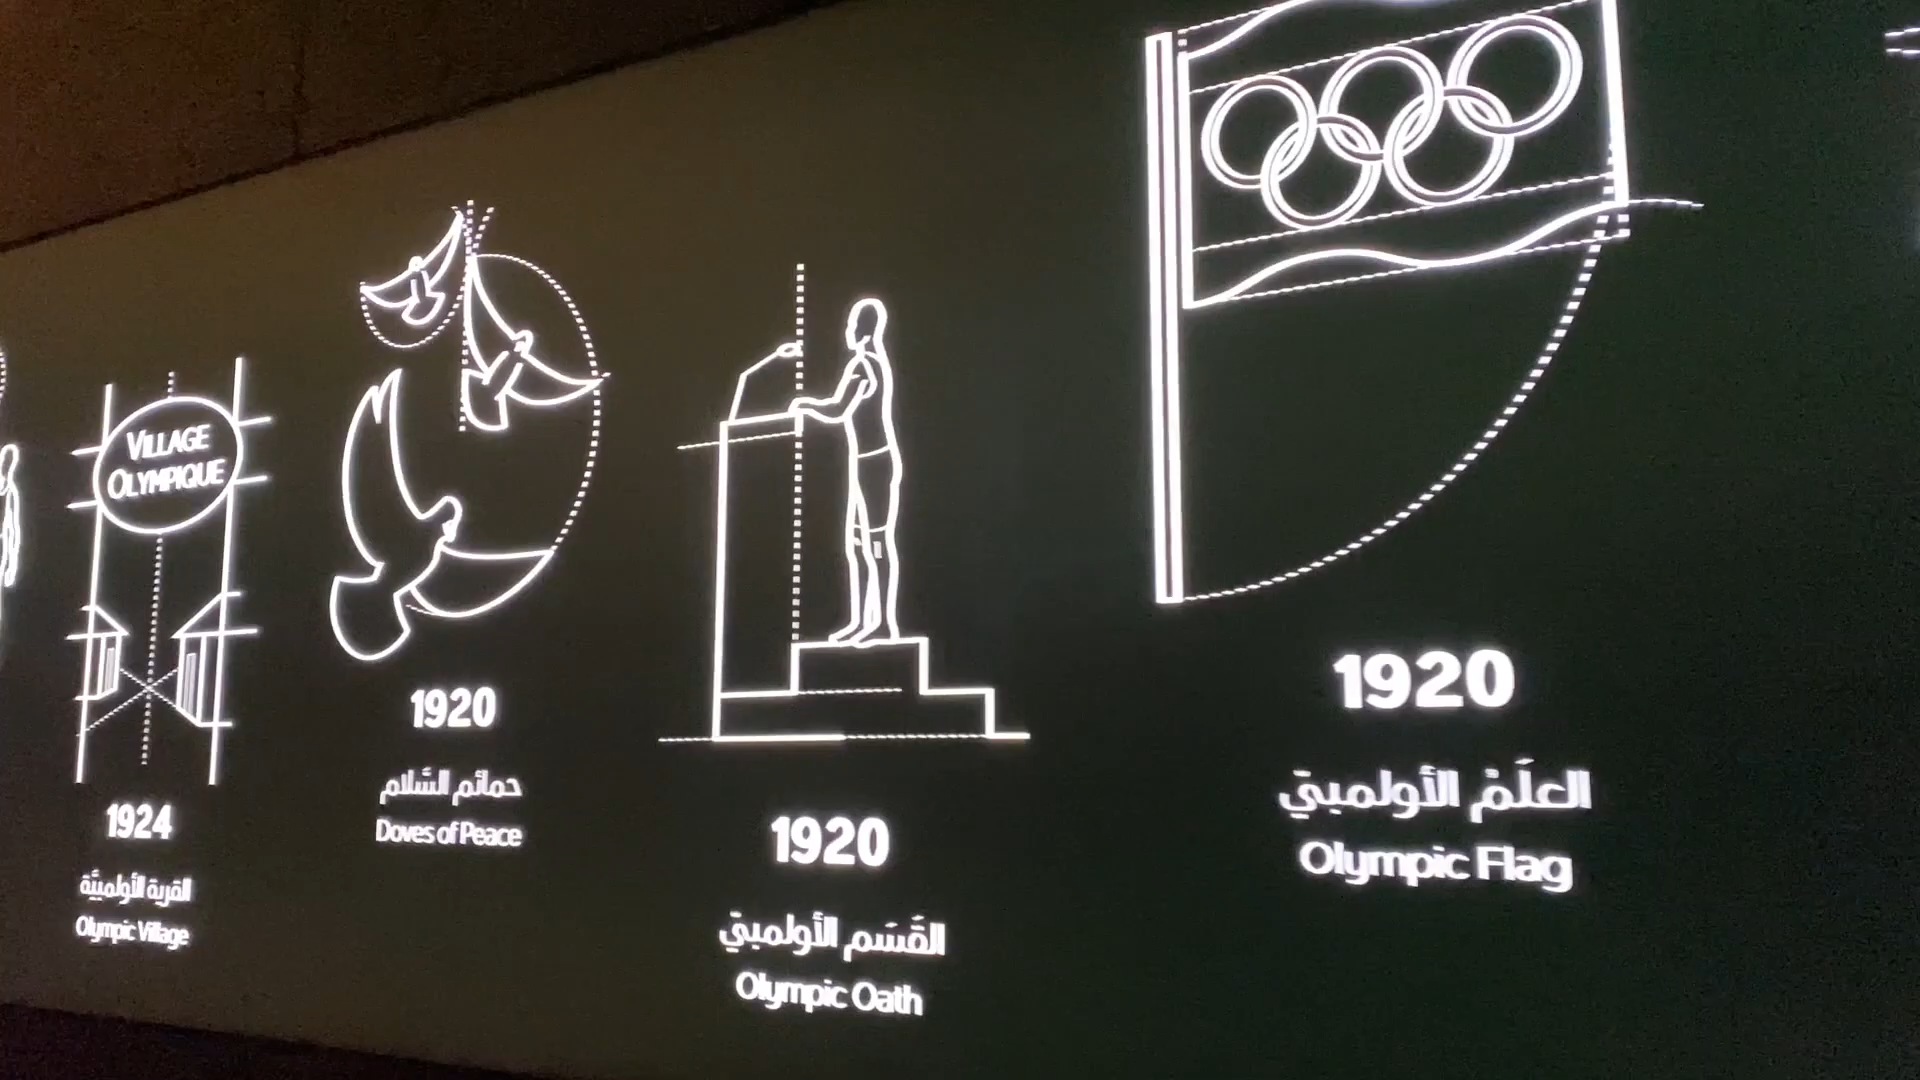 VILLAGE
OLYMPIQUE
1924
القرية الأولمبيّة
Olympic Village
1920
حمائم السّلام
Doves of Peace
1920
القَسَم الأولمبيّ
Olympic Oath
1920
العلَمْ الأولمبيّ
Olympic Flag